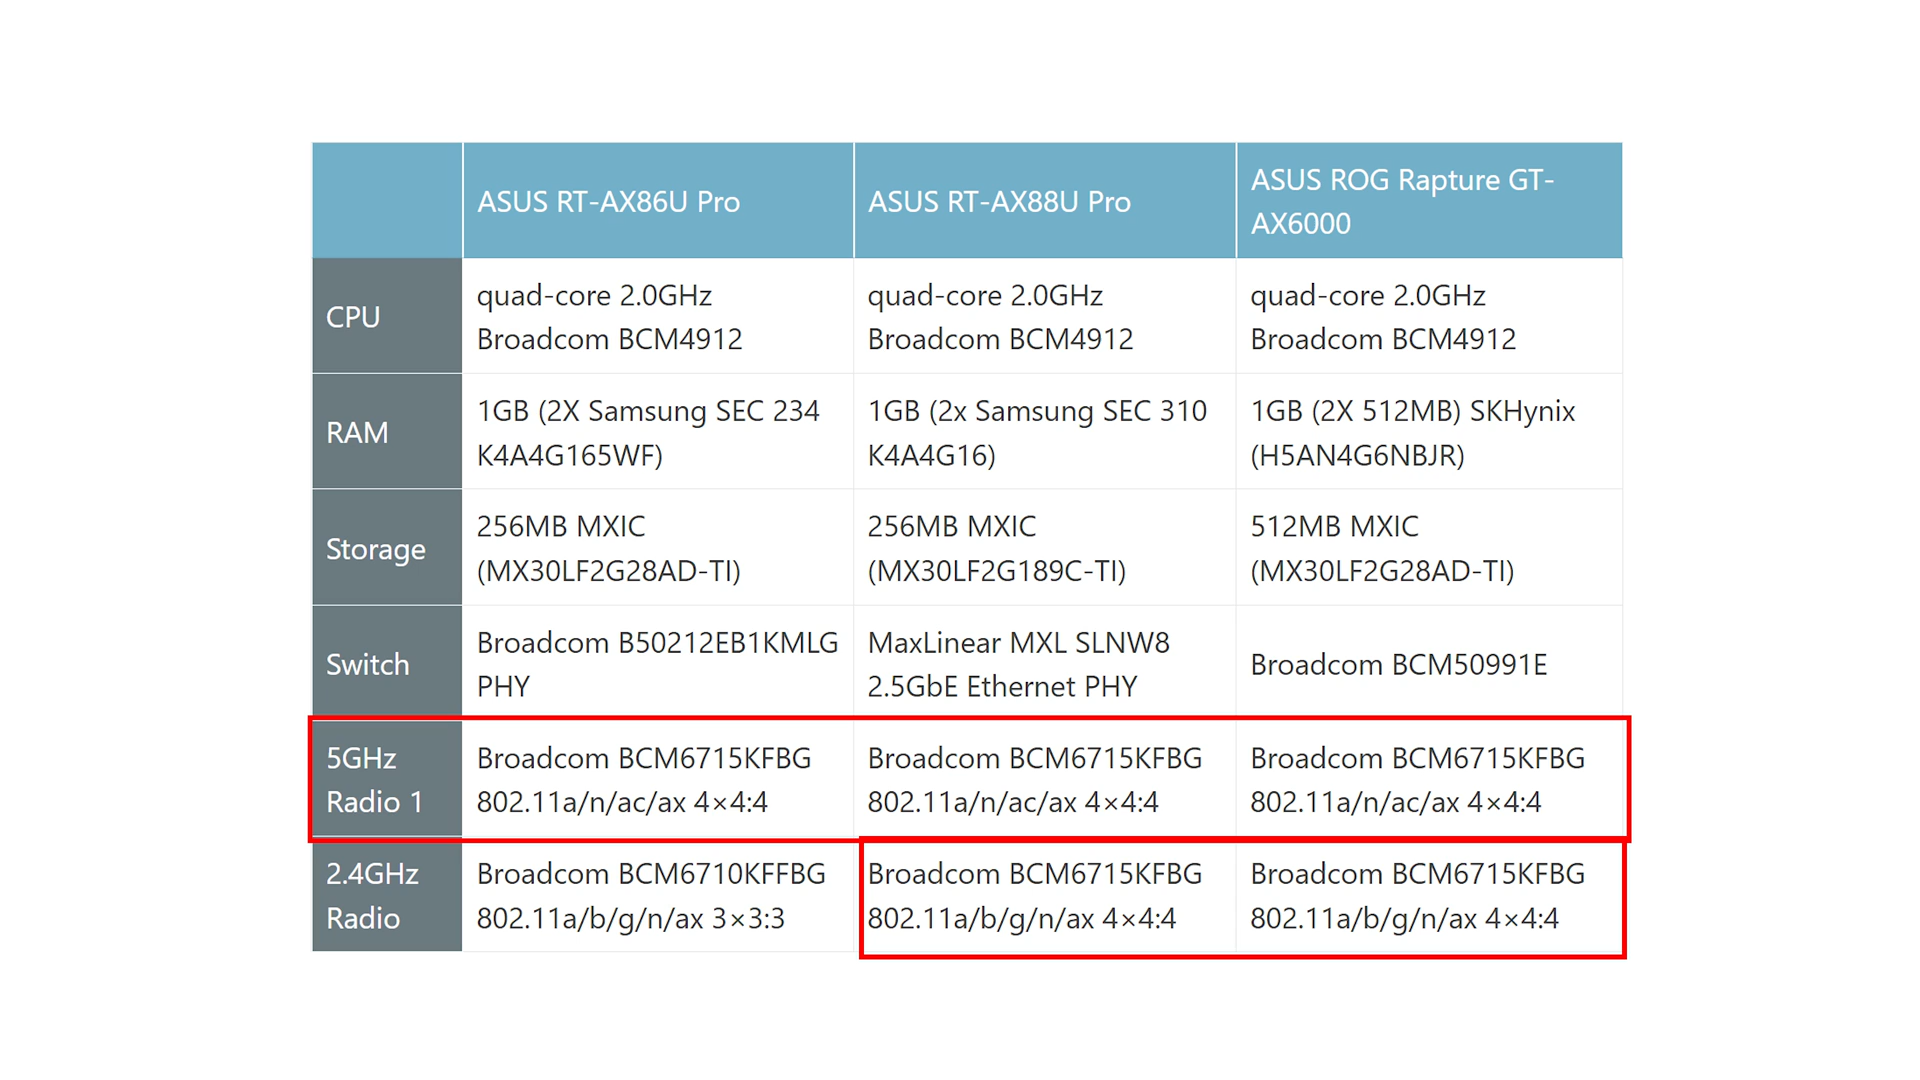 ASUS RT-AX86U Pro
ASUS RT-AX88U Pro
ASUS ROG Rapture GT-
AX6000
CPU
quad-core 2.0GHz
Broadcom BCM4912
quad-core 2.0GHz
Broadcom BCM4912
quad-core 2.0GHz
Broadcom BCM4912
RAM
1GB (2X Samsung SEC 234
K4A4G165WF)
1GB (2x Samsung SEC 310
K4A4G16)
1GB (2X 512MB) SKHynix
(H5AN4G6NBJR)
Storage
256MB MXIC
(MX30LF2G28AD-TI)
256MB MXIC
(MX30LF2G189C-TI)
512MB MXIC
(MX30LF2G28AD-TI)
Switch
Broadcom B50212EB1KMLG
PHY
MaxLinear MXL SLNW8
2.5GbE Ethernet PHY
Broadcom BCM50991E
5GHz
Radio 1
Broadcom BCM6715KFBG
802.11a/n/ac/ax 4×4:4
Broadcom BCM6715KFBG
802.11a/n/ac/ax 4×4:4
Broadcom BCM6715KFBG
802.11a/n/ac/ax 4×4:4
2.4GHz
Radio
Broadcom BCM6710KFFBG
802.11a/b/g/n/ax 3×3:3
Broadcom BCM6715KFBG
802.11a/b/g/n/ax 4×4:4
Broadcom BCM6715KFBG
802.11a/b/g/n/ax 4×4:4